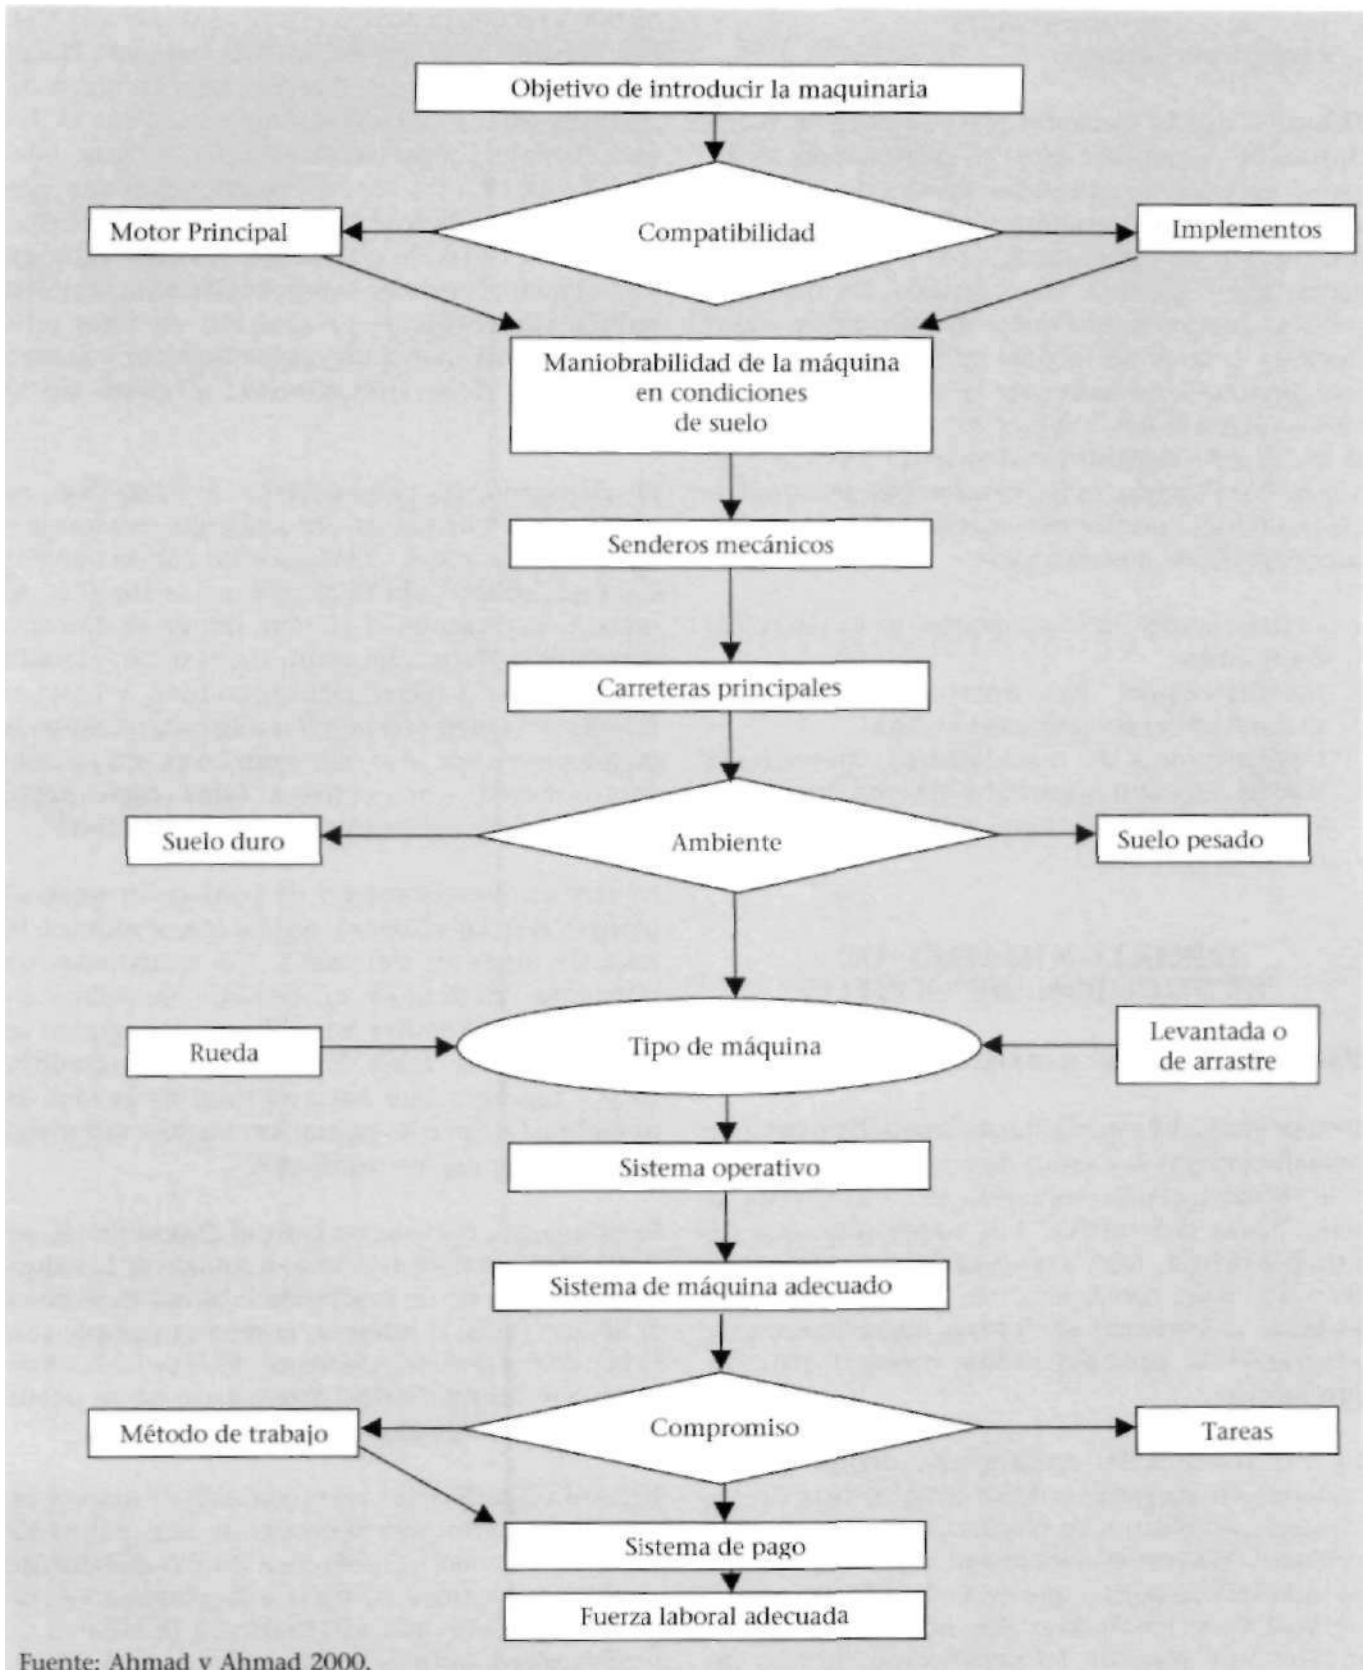 Objetivo de introducir la maquinaria
Motor Principal
Compatibilidad
Implementos
Maniobrabilidad de la máquina
en condiciones
de suelo
Senderos mecánicos
Carreteras principales
Suelo duro
Ambiente
Suelo pesado
Rueda
Tipo de máquina
Levantada o
de arrastre
Sistema operativo
Sistema de máquina adecuado
Método de trabajo
Compromiso
Tareas
Sistema de pago
Fuerza laboral adecuada
Fuente: Ahmad y Ahmad 2000.